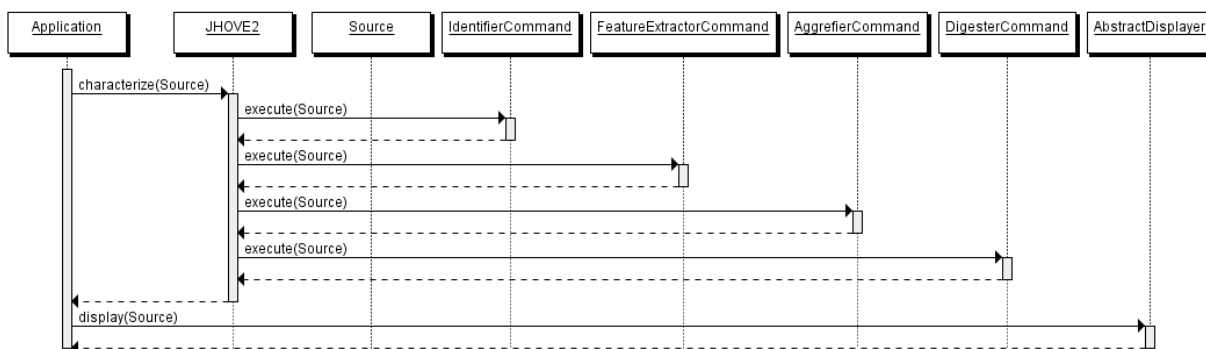 Application
JHOVE2
Source
IdentifierCommand
FeatureExtractorCommand
AggrefierCommand
DigesterCommand
AbstractDisplayer
characterize(Source)
execute(Source)
execute(Source)
execute(Source)
execute(Source)
display(Source)